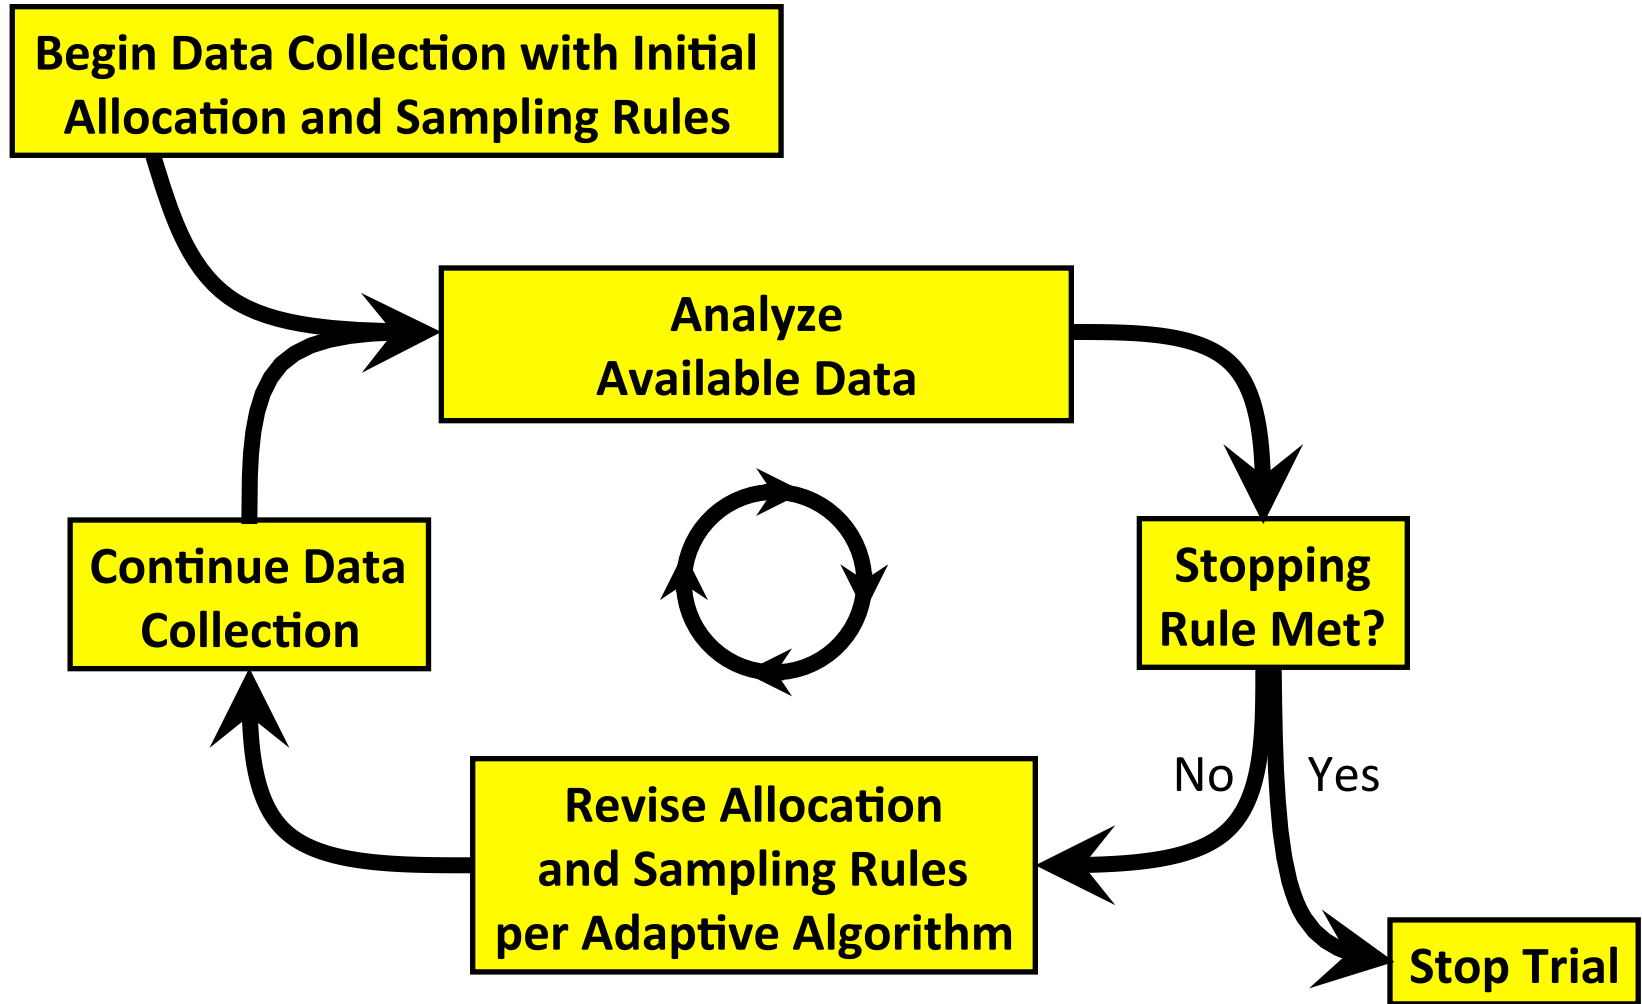 Begin Data Collection with Initial
Allocation and Sampling Rules
Analyze
Available Data
Continue Data
Collection
Stopping
Rule Met?
No
Yes
Revise Allocation
and Sampling Rules
per Adaptive Algorithm
Stop Trial